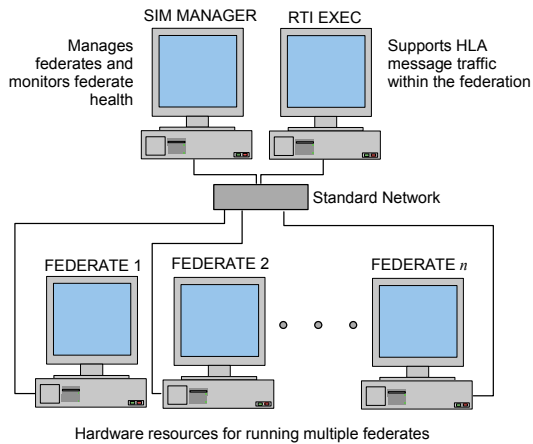 SIM MANAGER
RTI EXEC
Manages
federates and
monitors federate
health
Supports HLA
message traffic
within the federation
Standard Network
FEDERATE 1
FEDERATE 2
FEDERATE n
Hardware resources for running multiple federates